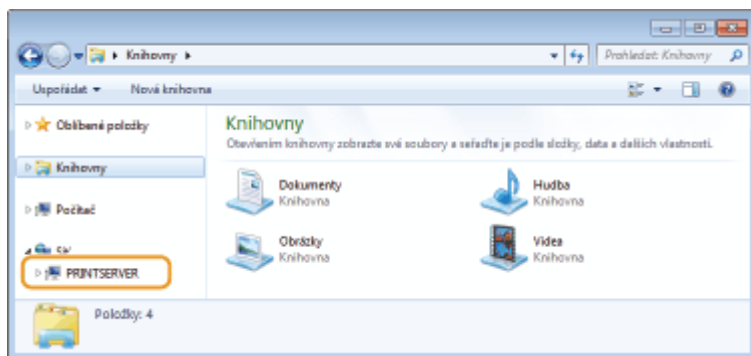 Knihovny
Prohledat: Knihovny
Uspořádat
Nová knihovna
Oblíbené položky
Knihovny
Počítač
Síť
PRINTSERVER
Knihovny
Otevřením knihovny zobrazte své soubory a seřaďte je podle složky, data a dalších vlastností.
Dokumenty
Knihovna
Hudba
Knihovna
Obrázky
Knihovna
Videa
Knihovna
Položky: 4